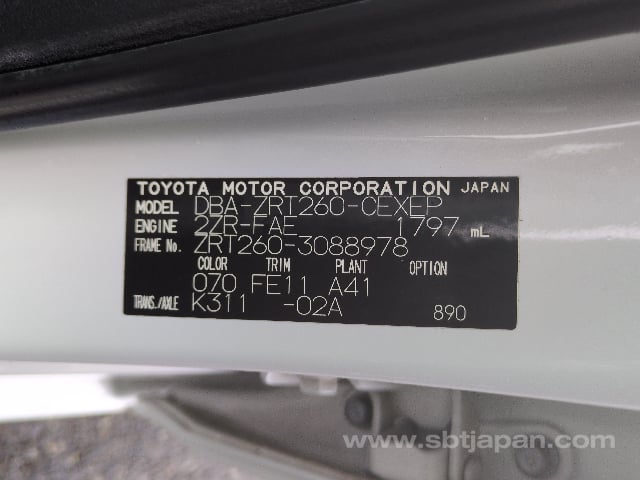 TOYOTA MOTOR CORPORATION JAPAN
MODEL DBA-ZRT260-CEXEP
ENGINE 2ZR-FAE 1797 mL
FRAME No. ZRT260-3088978
COLOR TRIM PLANT OPTION
070 FE11 A41
TRANS./AXLE K311 -02A 890
www.sbtjapan.com